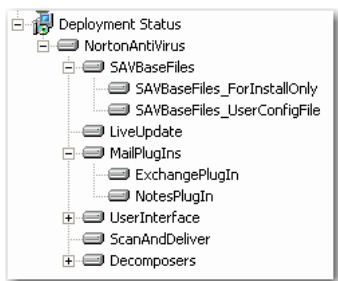 Deployment Status
NortonAntiVirus
SAVBaseFiles
SAVBaseFiles_ForInstallOnly
SAVBaseFiles_UserConfigFile
LiveUpdate
MailPlugIns
ExchangePlugIn
NotesPlugIn
UserInterface
ScanAndDeliver
Decomposers